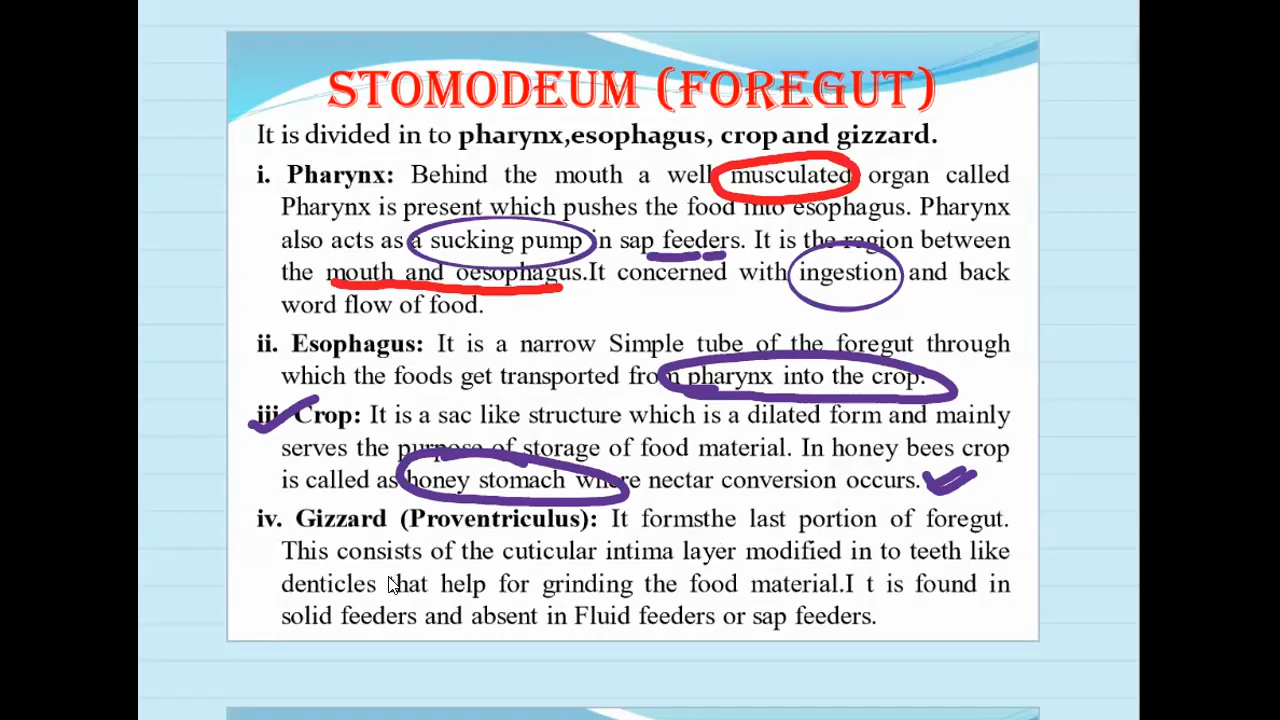 STOMODEUM (FOREGUT)
It is divided in to pharynx,esophagus, crop and gizzard.
i. Pharynx: Behind the mouth a well musculated organ called
Pharynx is present which pushes the food into esophagus. Pharynx
also acts as a sucking pump in sap feeders. It is the region between
the mouth and oesophagus.It concerned with ingestion and back
word flow of food.
ii. Esophagus: It is a narrow Simple tube of the foregut through
which the foods get transported from pharynx into the crop.
iii. Crop: It is a sac like structure which is a dilated form and mainly
serves the purpose of storage of food material. In honey bees crop
is called as honey stomach where nectar conversion occurs.
iv. Gizzard (Proventriculus): It formsthe last portion of foregut.
This consists of the cuticular intima layer modified in to teeth like
denticles that help for grinding the food material.I t is found in
solid feeders and absent in Fluid feeders or sap feeders.